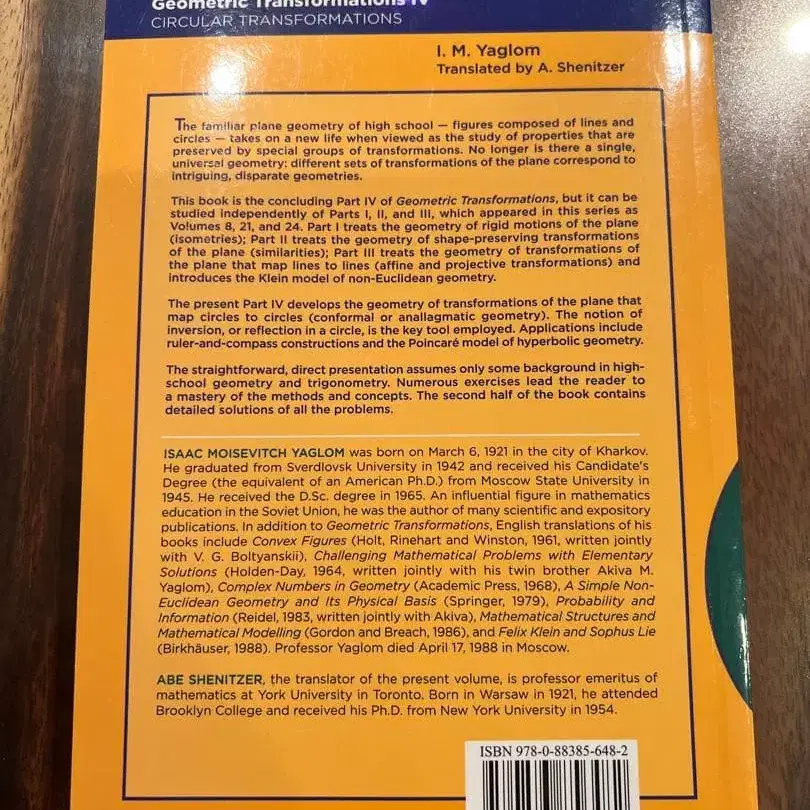 Geometric Transformations IV
CIRCULAR TRANSFORMATIONS
I. M. Yaglom
Translated by A. Shenitzer
The familiar plane geometry of high school — figures composed of lines and
circles — takes on a new life when viewed as the study of properties that are
preserved by special groups of transformations. No longer is there a single,
universal geometry: different sets of transformations of the plane correspond to
intriguing, disparate geometries.
This book is the concluding Part IV of Geometric Transformations, but it can be
studied independently of Parts I, II, and III, which appeared in this series as
Volumes 8, 21, and 24. Part I treats the geometry of rigid motions of the plane
(isometries); Part II treats the geometry of shape-preserving transformations
of the plane (similarities); Part III treats the geometry of transformations of
the plane that map lines to lines (affine and projective transformations) and
introduces the Klein model of non-Euclidean geometry.
The present Part IV develops the geometry of transformations of the plane that
map circles to circles (conformal or anallagmatic geometry). The notion of
inversion, or reflection in a circle, is the key tool employed. Applications include
ruler-and-compass constructions and the Poincaré model of hyperbolic geometry.
The straightforward, direct presentation assumes only some background in high-
school geometry and trigonometry. Numerous exercises lead the reader to
a mastery of the methods and concepts. The second half of the book contains
detailed solutions of all the problems.
ISAAC MOISEVITCH YAGLOM was born on March 6, 1921 in the city of Kharkov.
He graduated from Sverdlovsk University in 1942 and received his Candidate's
Degree (the equivalent of an American Ph.D.) from Moscow State University in
1945. He received the D.Sc. degree in 1965. An influential figure in mathematics
education in the Soviet Union, he was the author of many scientific and expository
publications. In addition to Geometric Transformations, English translations of his
books include Convex Figures (Holt, Rinehart and Winston, 1961, written jointly
with V. G. Boltyanskii), Challenging Mathematical Problems with Elementary
Solutions (Holden-Day, 1964, written jointly with his twin brother Akiva M.
Yaglom), Complex Numbers in Geometry (Academic Press, 1968), A Simple Non-
Euclidean Geometry and Its Physical Basis (Springer, 1979), Probability and
Information (Reidel, 1983, written jointly with Akiva), Mathematical Structures and
Mathematical Modelling (Gordon and Breach, 1986), and Felix Klein and Sophus Lie
(Birkhäuser, 1988). Professor Yaglom died April 17, 1988 in Moscow.
ABE SHENITZER, the translator of the present volume, is professor emeritus of
mathematics at York University in Toronto. Born in Warsaw in 1921, he attended
Brooklyn College and received his Ph.D. from New York University in 1954.
ISBN 978-0-88385-648-2